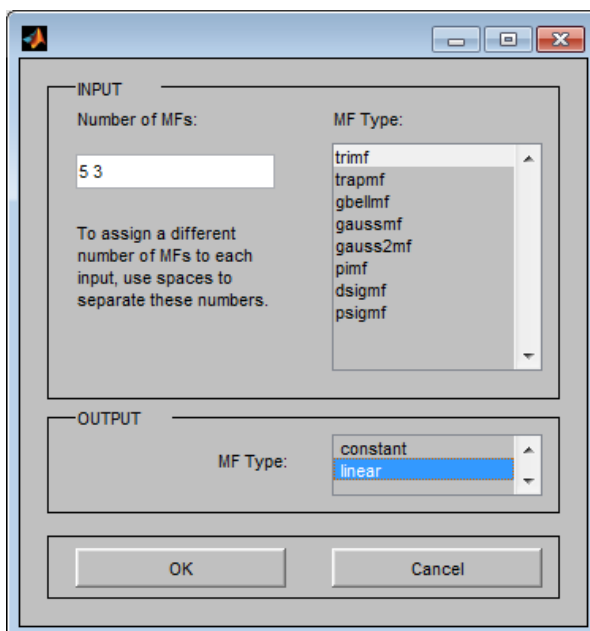 INPUT
Number of MFs:
5 3
To assign a different
number of MFs to each
input, use spaces to
separate these numbers.
MF Type:
trimf
trapmf
gbellmf
gaussmf
gauss2mf
pimf
dsigmf
psigmf
OUTPUT
MF Type:
constant
linear
OK
Cancel